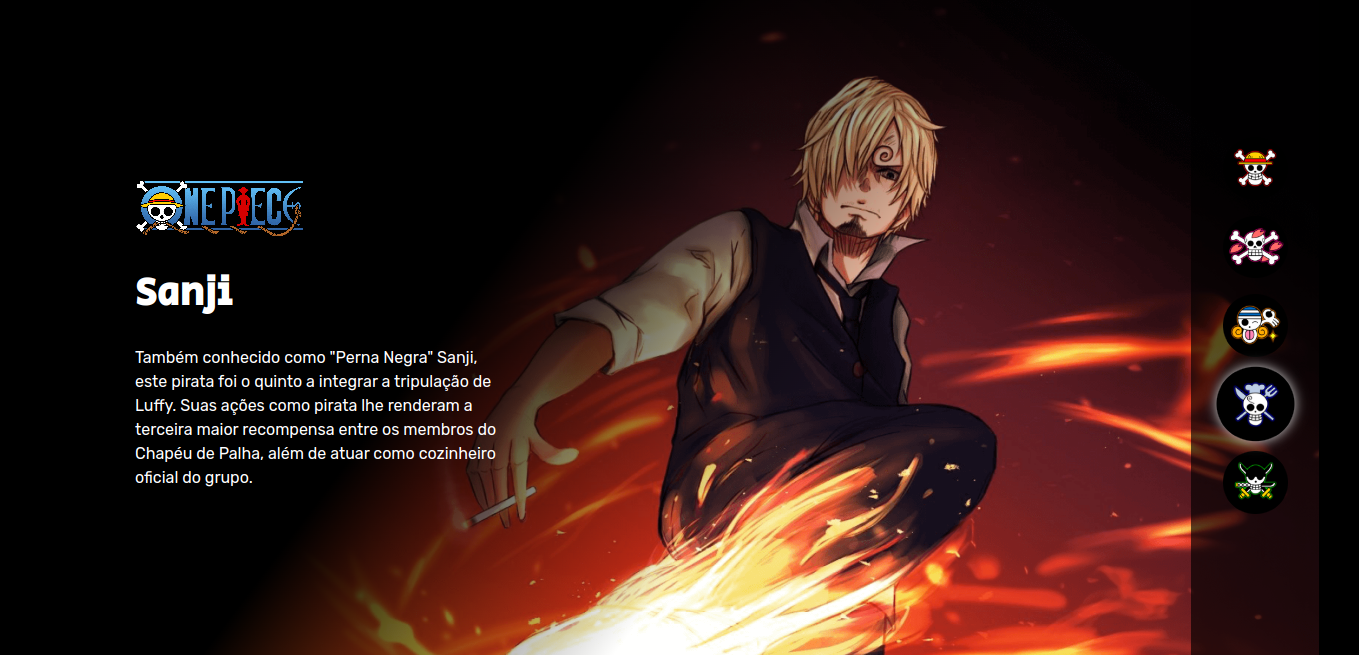 ONE PIECE
Sanji
Também conhecido como "Perna Negra" Sanji,
este pirata foi o quinto a integrar a tripulação de
Luffy. Suas ações como pirata lhe renderam a
terceira maior recompensa entre os membros do
Chapéu de Palha, além de atuar como cozinheiro
oficial do grupo.